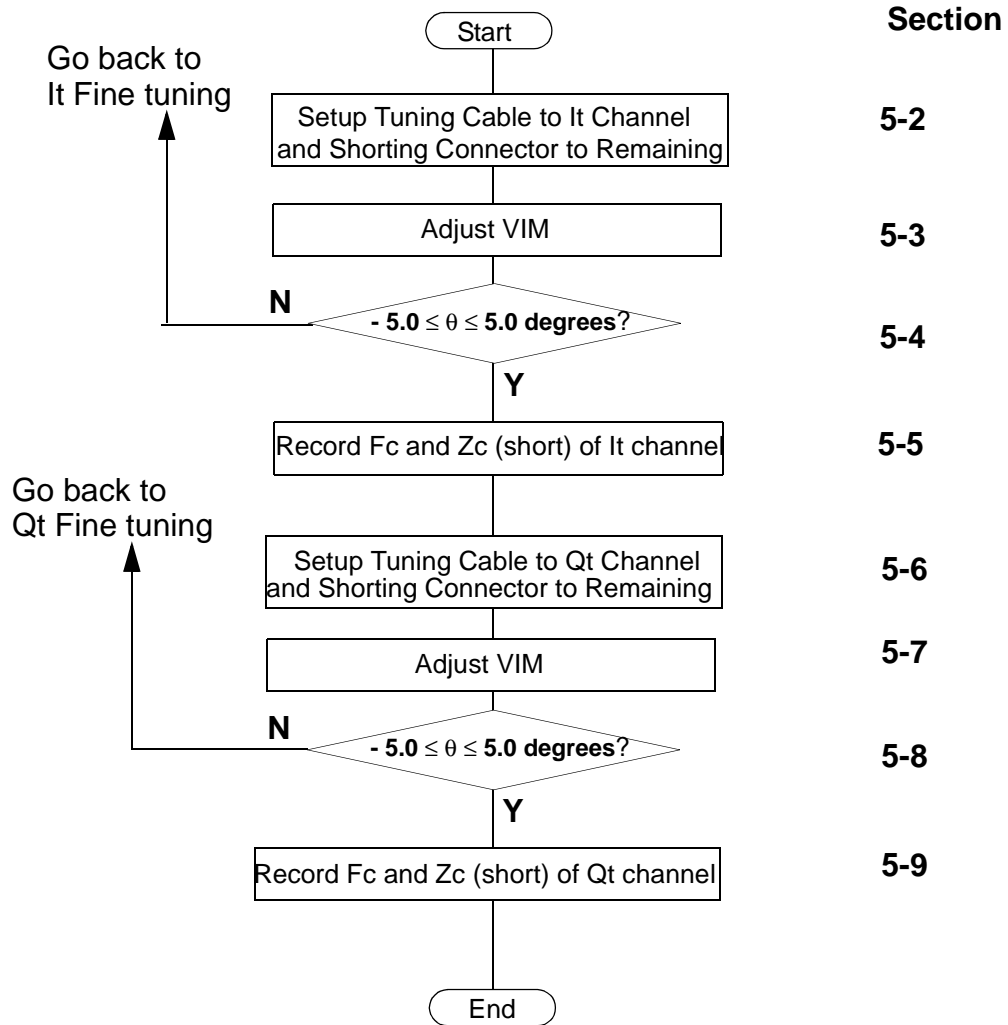 Section
Start
Go back to
It Fine tuning
Setup Tuning Cable to It Channel
and Shorting Connector to Remaining
5-2
Adjust VIM
5-3
N
- 5.0 ≤ θ ≤ 5.0 degrees?
5-4
Y
Record Fc and Zc (short) of It channel
5-5
Go back to
Qt Fine tuning
Setup Tuning Cable to Qt Channel
and Shorting Connector to Remaining
5-6
Adjust VIM
5-7
N
- 5.0 ≤ θ ≤ 5.0 degrees?
5-8
Y
Record Fc and Zc (short) of Qt channel
5-9
End